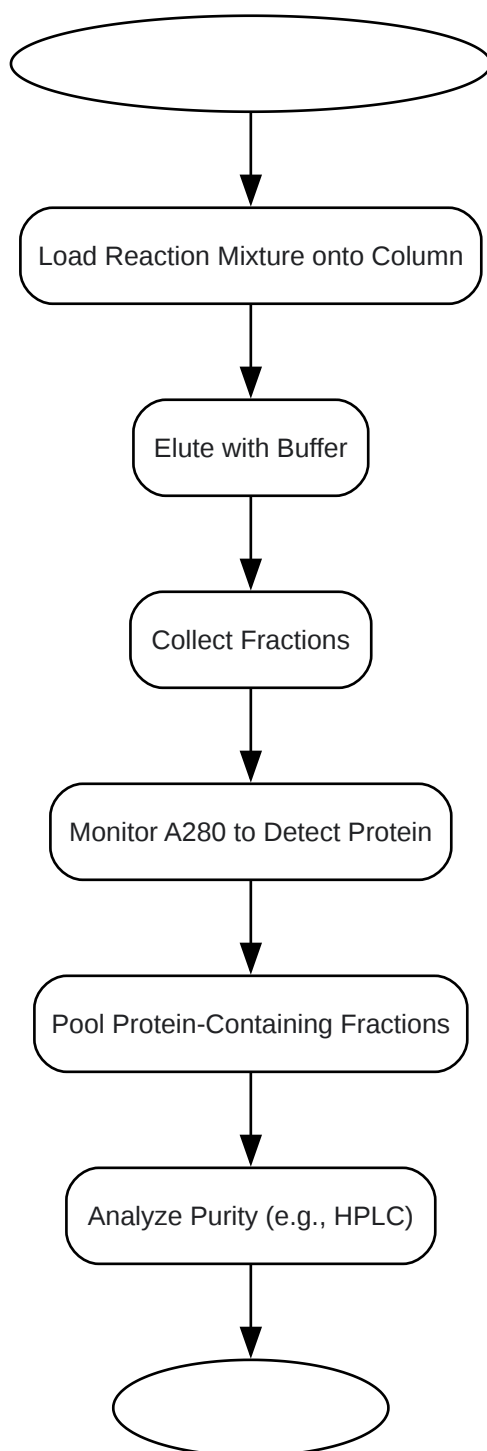 Load Reaction Mixture onto Column
Elute with Buffer
Collect Fractions
Monitor A280 to Detect Protein
Pool Protein-Containing Fractions
Analyze Purity (e.g., HPLC)